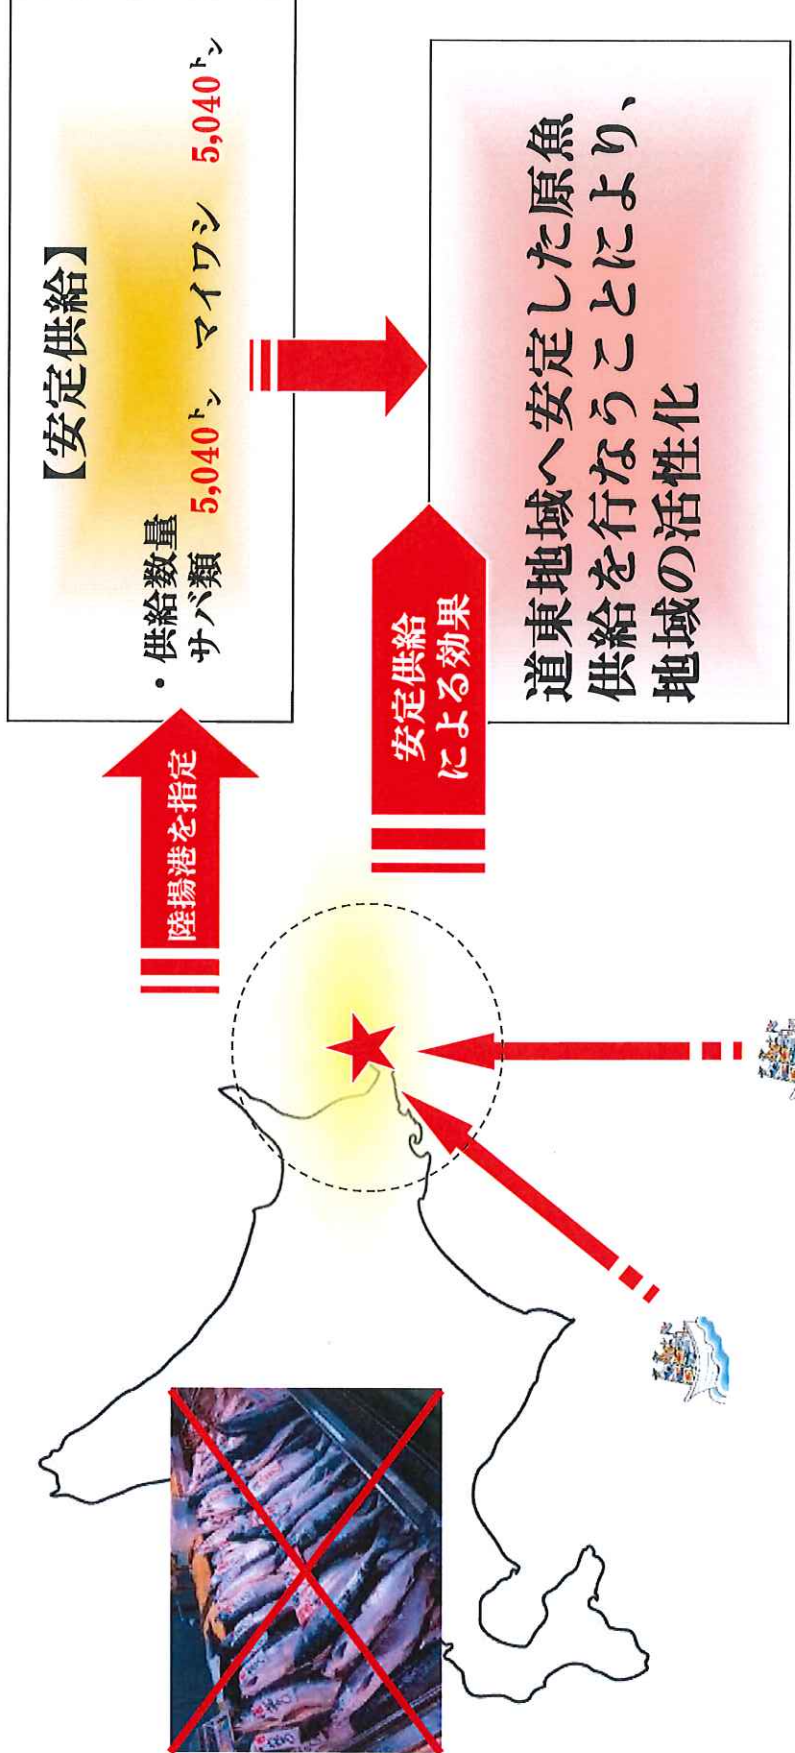 陸揚港を指定
【安定供給】
・供給数量
サバ類 5,040㌧ マイワシ 5,040㌧
安定供給
による効果
道東地域へ安定した原魚
供給を行なうことにより、
地域の活性化